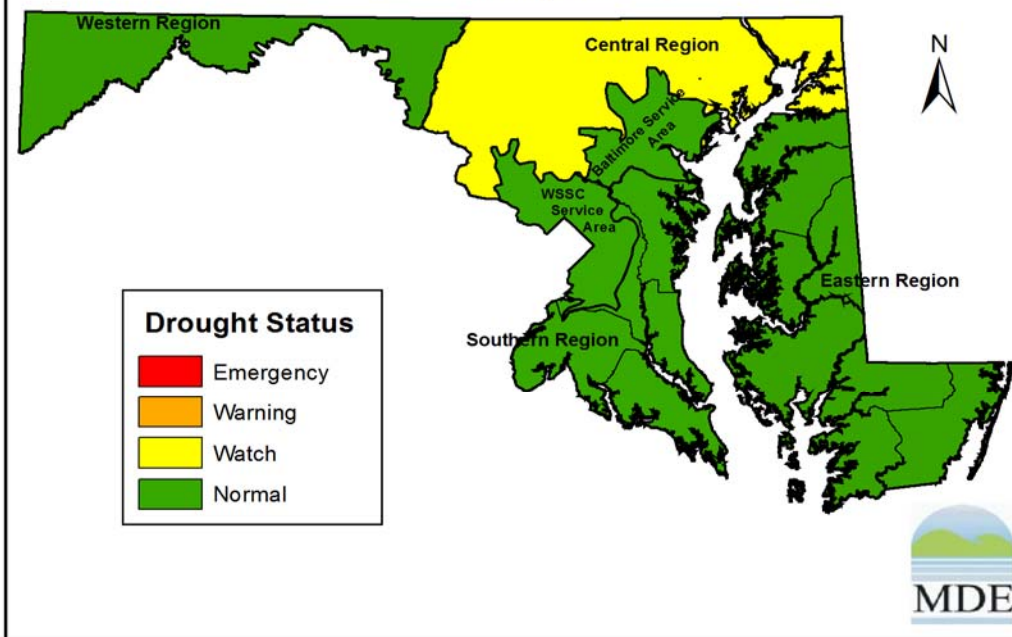 Western Region
Central Region
N
Baltimore Service
Area
WSSC
Service
Area
Eastern Region
Southern Region
Drought Status
Emergency
Warning
Watch
Normal
MDE